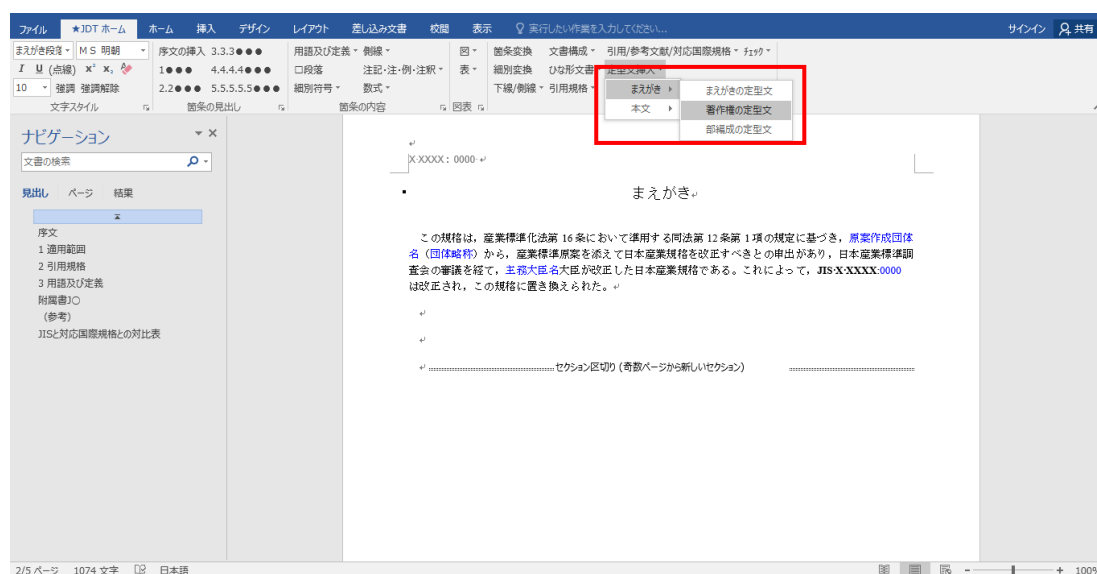 ファイル ★JDT ホーム ホーム 挿入 デザイン レイアウト 差し込み文書 校閲 表示 実行したい作業を入力してください... サインイン 共有
まえがき段落 ＭＳ 明朝 序文の挿入 3.3.3●●● 用語及び定義 側線 図 箇条変換 文書構成 引用/参考文献/対応国際規格 ﾁｪｯｸ
I U (点線) x² x₂ 1●●● 4.4.4.4●●● 口段落 注記･注･例･注釈 表 細別変換 ひな形文書 定型文挿入
10 強調 強調解除 2.2●●● 5.5.5.5.5●●● 細別符号 数式 下線/側線 引用規格 まえがき まえがきの定型文
文字スタイル 箇条の見出し 箇条の内容 図表 本文 著作権の定型文
部編成の定型文
ナビゲーション
文書の検索
見出し ページ 結果
序文
1 適用範囲
2 引用規格
3 用語及び定義
附属書J〇
(参考)
JISと対応国際規格との対比表
X XXXX：0000
まえがき
この規格は，産業標準化法第 16 条において準用する同法第 12 条第 1 項の規定に基づき，原案作成団体
名（団体略称）から，産業標準原案を添えて日本産業規格を改正すべきとの申出があり，日本産業標準調
査会の審議を経て，主務大臣名大臣が改正した日本産業規格である。これによって，JIS X XXXX:0000
は改正され，この規格に置き換えられた。
セクション区切り (奇数ページから新しいセクション)
2/5 ページ 1074 文字 日本語 100%